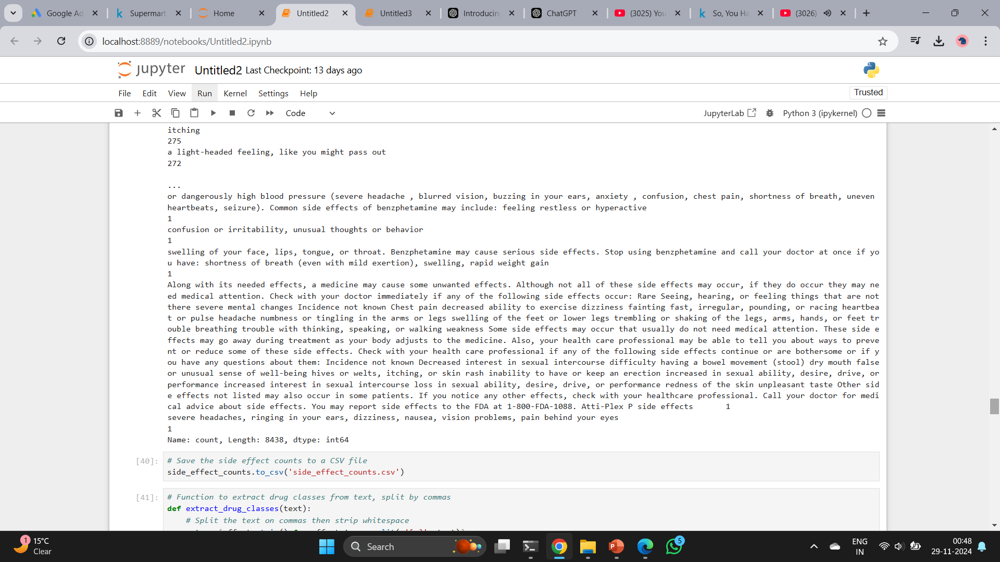 Google Ad
Supermart
Home
Untitled2
Untitled3
Introducin
ChatGPT
(3025) You
So, You Ha
(3026)
localhost:8889/notebooks/Untitled2.ipynb
jupyter Untitled2 Last Checkpoint: 13 days ago
File Edit View Run Kernel Settings Help
Trusted
Code
JupyterLab
Python 3 (ipykernel)
itching
275
a light-headed feeling, like you might pass out
272
...
or dangerously high blood pressure (severe headache , blurred vision, buzzing in your ears, anxiety , confusion, chest pain, shortness of breath, uneven
heartbeats, seizure). Common side effects of benzphetamine may include: feeling restless or hyperactive
1
confusion or irritability, unusual thoughts or behavior
1
swelling of your face, lips, tongue, or throat. Benzphetamine may cause serious side effects. Stop using benzphetamine and call your doctor at once if yo
u have: shortness of breath (even with mild exertion), swelling, rapid weight gain
1
Along with its needed effects, a medicine may cause some unwanted effects. Although not all of these side effects may occur, if they do occur they may ne
ed medical attention. Check with your doctor immediately if any of the following side effects occur: Rare Seeing, hearing, or feeling things that are not
there severe mental changes Incidence not known Chest pain decreased ability to exercise dizziness fainting fast, irregular, pounding, or racing heartbea
t or pulse headache numbness or tingling in the arms or legs swelling of the feet or lower legs trembling or shaking of the legs, arms, hands, or feet tr
ouble breathing trouble with thinking, speaking, or walking weakness Some side effects may occur that usually do not need medical attention. These side e
ffects may go away during treatment as your body adjusts to the medicine. Also, your health care professional may be able to tell you about ways to preve
nt or reduce some of these side effects. Check with your health care professional if any of the following side effects continue or are bothersome or if y
ou have any questions about them: Incidence not known Decreased interest in sexual intercourse difficulty having a bowel movement (stool) dry mouth false
or unusual sense of well-being hives or welts, itching, or skin rash inability to have or keep an erection increased in sexual ability, desire, drive, or
performance increased interest in sexual intercourse loss in sexual ability, desire, drive, or performance redness of the skin unpleasant taste Other sid
e effects not listed may also occur in some patients. If you notice any other effects, check with your healthcare professional. Call your doctor for medi
cal advice about side effects. You may report side effects to the FDA at 1-800-FDA-1088. Atti-Plex P side effects 1
severe headaches, ringing in your ears, dizziness, nausea, vision problems, pain behind your eyes
1
Name: count, Length: 8438, dtype: int64
[40]:
# Save the side effect counts to a CSV file
side_effect_counts.to_csv('side_effect_counts.csv')
[41]:
# Function to extract drug classes from text, split by commas
def extract_drug_classes(text):
# Split the text on commas then strip whitespace
1
15°C
Clear
Search
5
ENG
IN
00:48
29-11-2024